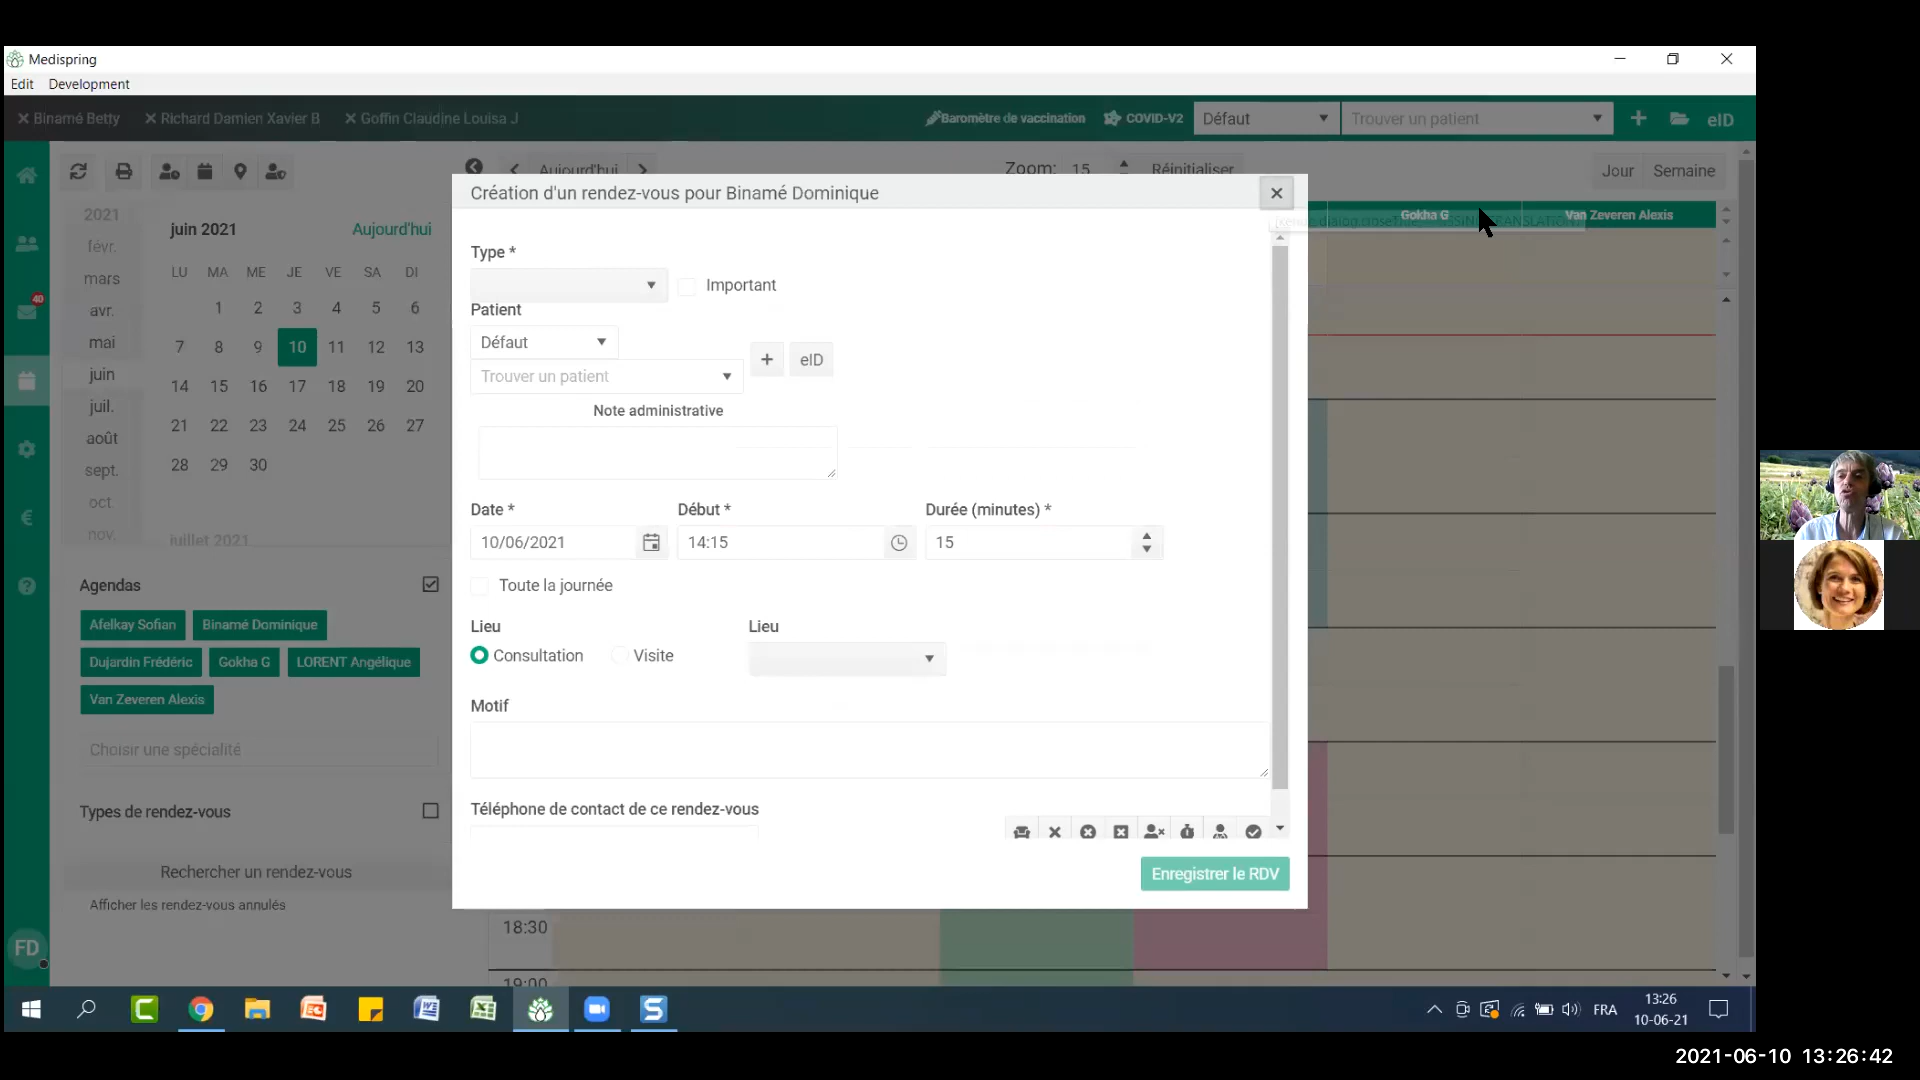 Medispring
Edit Development
Binamé Betty Richard Damien Xavier B Goffin Claudine Louisa J
Baromètre de vaccination COVID-V2 Défaut Trouver un patient eID
Aujourd'hui Zoom: 15 Réinitialiser Jour Semaine
Création d'un rendez-vous pour Binamé Dominique
Gokha G Van Zeveren Alexis
2021
févr.
mars
avr.
mai
juin
juil.
août
sept.
oct.
nov.
juin 2021 Aujourd'hui
LU MA ME JE VE SA DI
1 2 3 4 5 6
7 8 9 10 11 12 13
14 15 16 17 18 19 20
21 22 23 24 25 26 27
28 29 30
juillet 2021
40
Type *
Important
Patient
Défaut
Trouver un patient
+ eID
Note administrative
Date * Début * Durée (minutes) *
10/06/2021 14:15 15
Toute la journée
Lieu Lieu
Consultation Visite
Motif
Téléphone de contact de ce rendez-vous
Enregistrer le RDV
Agendas
Afelkay Sofian Binamé Dominique
Dujardin Frédéric Gokha G LORENT Angélique
Van Zeveren Alexis
Choisir une spécialité
Types de rendez-vous
Rechercher un rendez-vous
Afficher les rendez-vous annulés
FD
18:30
19:00
FRA
13:26
10-06-21
2021-06-10 13:26:42